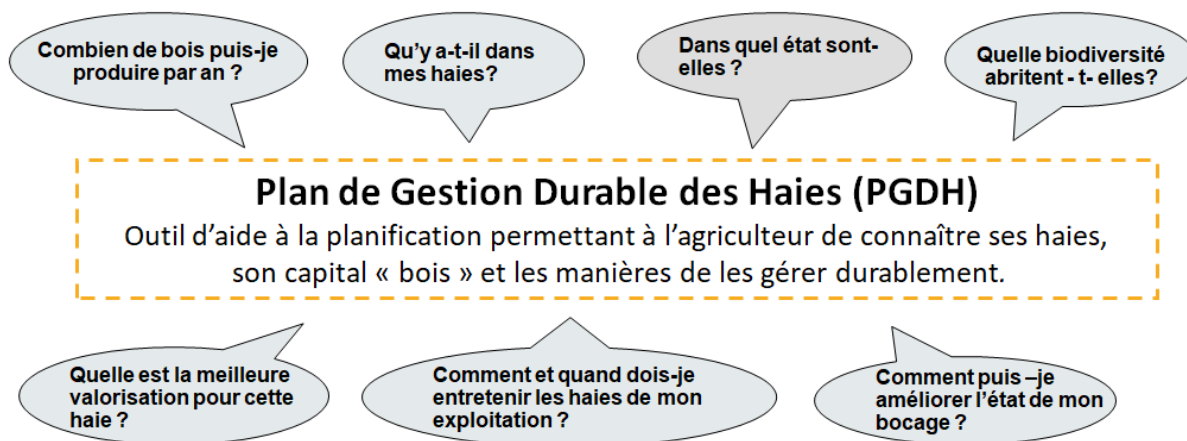 Combien de bois puis-je
produire par an ?
Qu'y a-t-il dans
mes haies?
Dans quel état sont-
elles ?
Quelle biodiversité
abritent - t- elles?
Plan de Gestion Durable des Haies (PGDH)
Outil d'aide à la planification permettant à l'agriculteur de connaître ses haies,
son capital « bois » et les manières de les gérer durablement.
Quelle est la meilleure
valorisation pour cette
haie ?
Comment et quand dois-je
entretenir les haies de mon
exploitation ?
Comment puis –je
améliorer l'état de mon
bocage ?